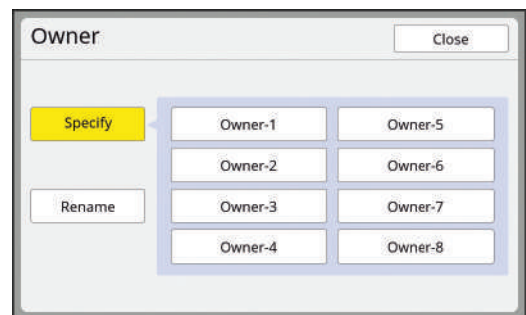 Owner
Close
Specify
Owner-1
Owner-5
Owner-2
Owner-6
Rename
Owner-3
Owner-7
Owner-4
Owner-8